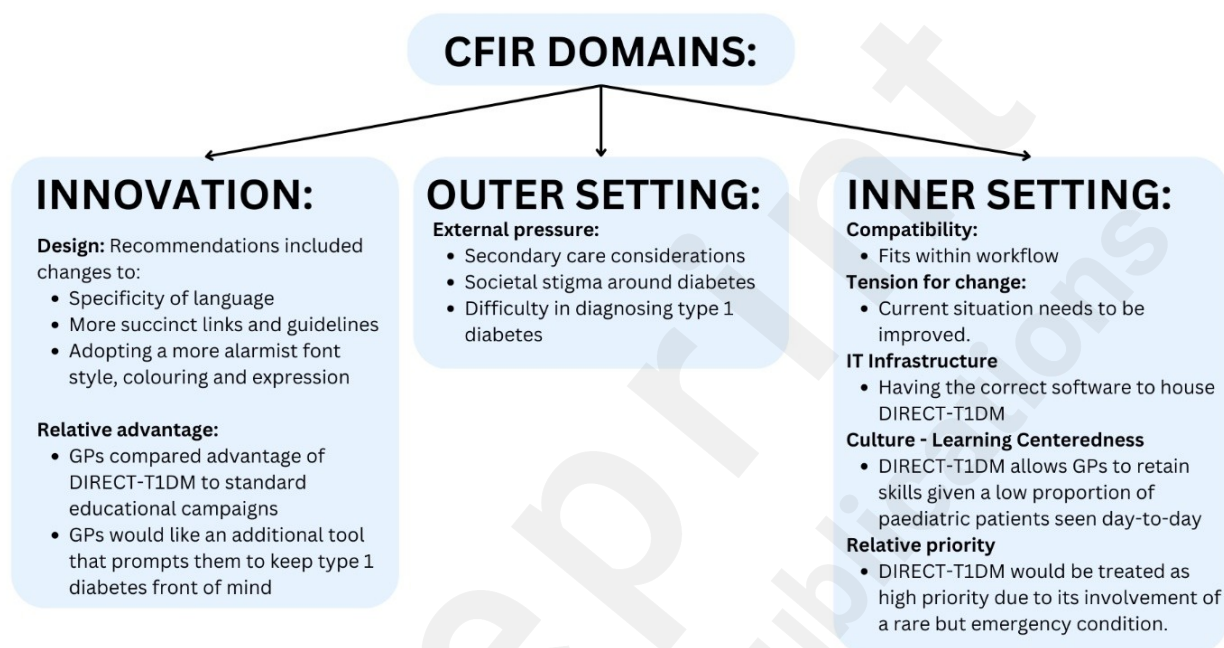 CFIR DOMAINS:
INNOVATION:
Design: Recommendations included
changes to:
• Specificity of language
• More succinct links and guidelines
• Adopting a more alarmist font
style, colouring and expression
Relative advantage:
• GPs compared advantage of
DIRECT-T1DM to standard
educational campaigns
• GPs would like an additional tool
that prompts them to keep type 1
diabetes front of mind
OUTER SETTING:
External pressure:
• Secondary care considerations
• Societal stigma around diabetes
• Difficulty in diagnosing type 1
diabetes
INNER SETTING:
Compatibility:
• Fits within workflow
Tension for change:
• Current situation needs to be
improved.
IT Infrastructure
• Having the correct software to house
DIRECT-T1DM
Culture - Learning Centeredness
• DIRECT-T1DM allows GPs to retain
skills given a low proportion of
paediatric patients seen day-to-day
Relative priority
• DIRECT-T1DM would be treated as
high priority due to its involvement of
a rare but emergency condition.
eprint
ublications